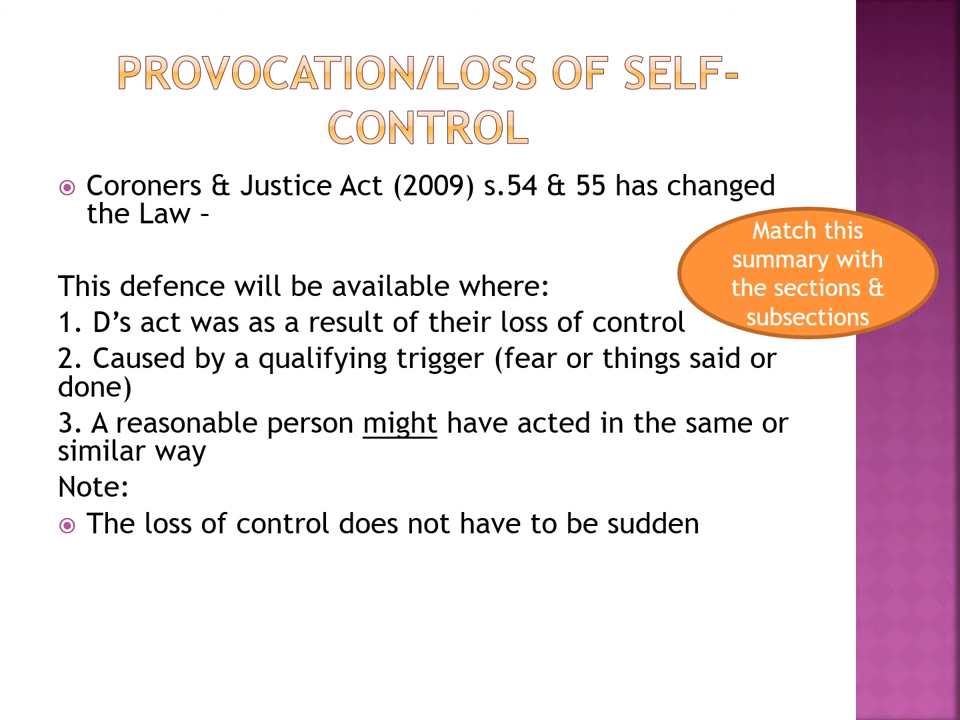 PROVOCATION/LOSS OF SELF-
CONTROL
Coroners & Justice Act (2009) s.54 & 55 has changed
the Law –
Match this
summary with
the sections &
subsections
This defence will be available where:
1. D’s act was as a result of their loss of control
2. Caused by a qualifying trigger (fear or things said or
done)
3. A reasonable person might have acted in the same or
similar way
Note:
The loss of control does not have to be sudden